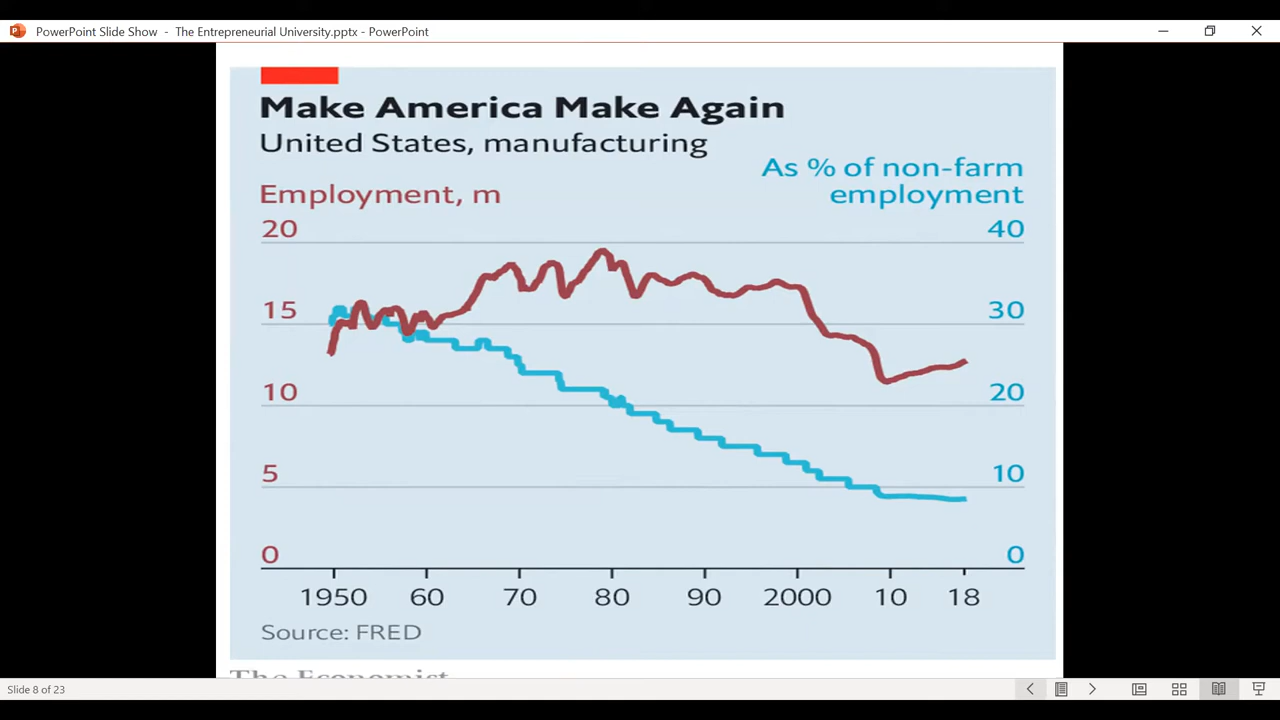 PowerPoint Slide Show - The Entrepreneurial University.pptx - PowerPoint
Make America Make Again
United States, manufacturing
As % of non-farm
employment
Employment, m
20 40
15 30
10 20
5 10
0 0
1950 60 70 80 90 2000 10 18
Source: FRED
The Economist
Slide 8 of 23